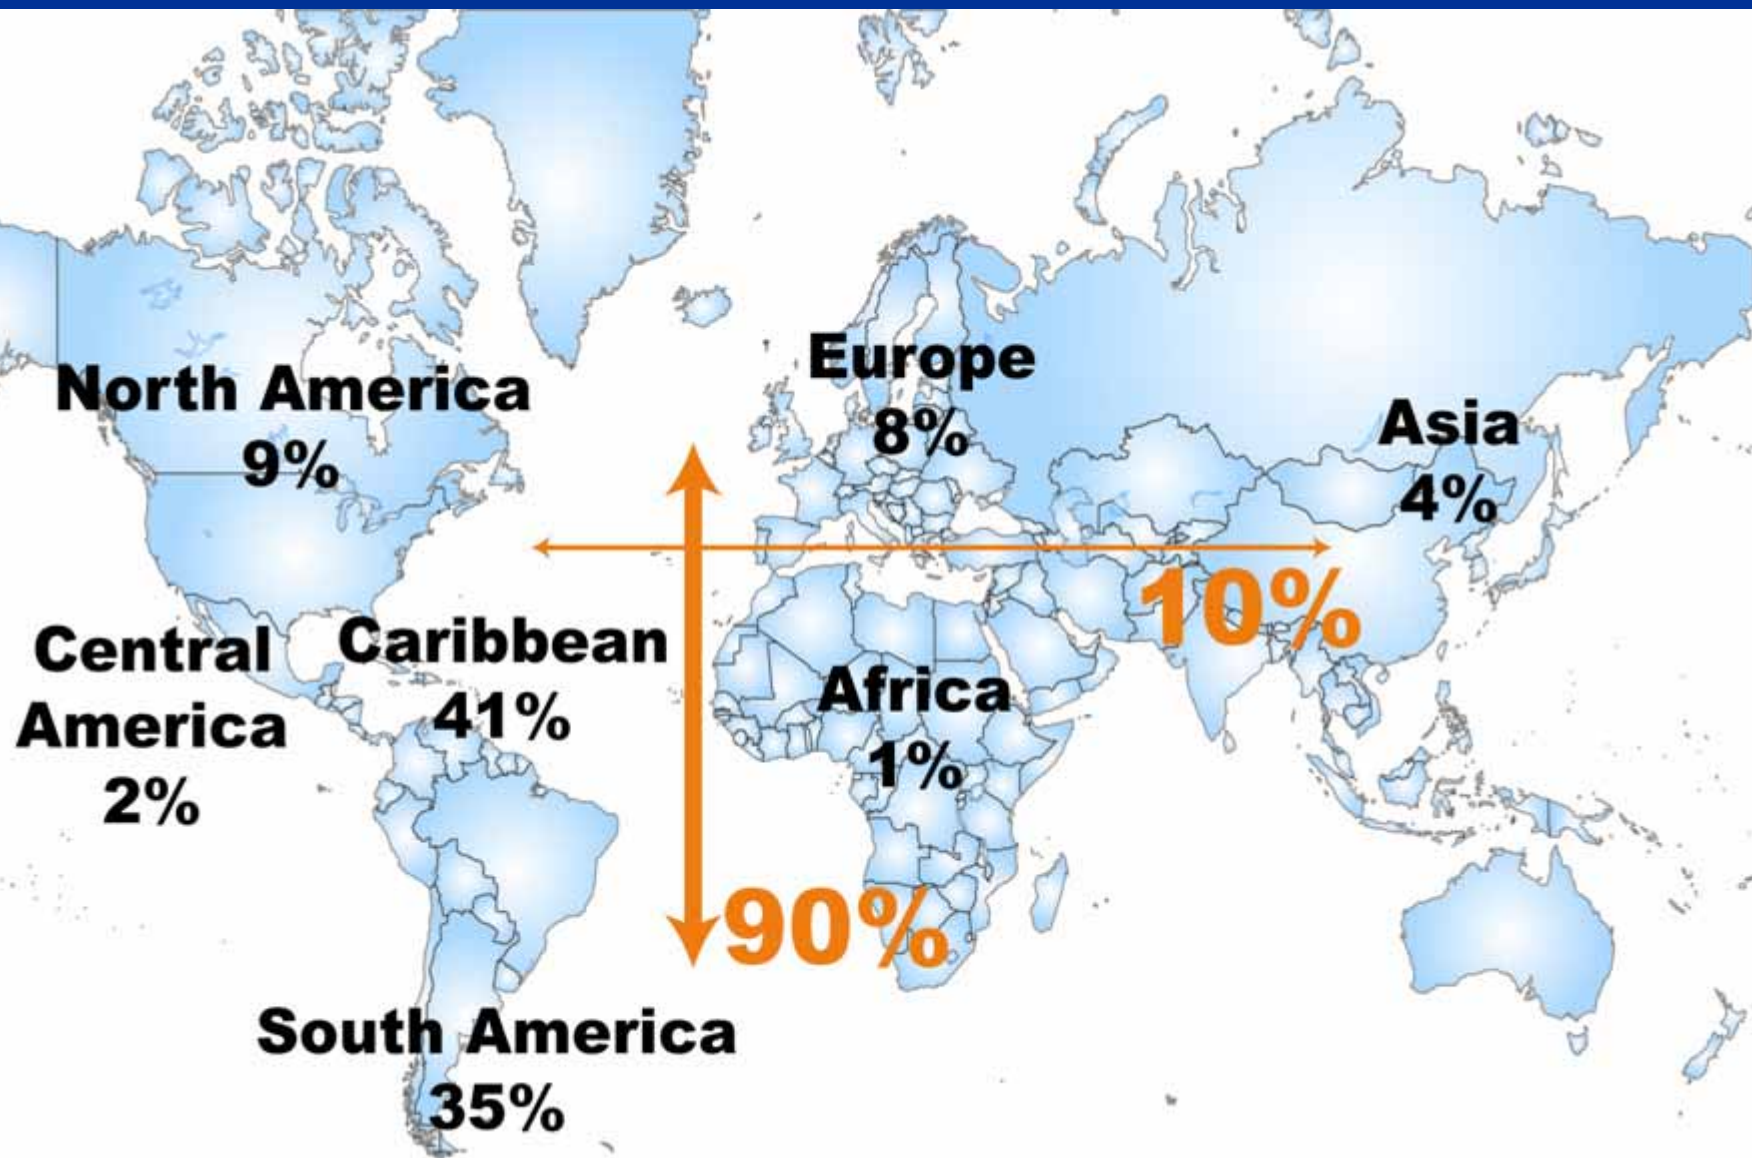 North America
9%
Europe
8%
Asia
4%
10%
Central
America
2%
Caribbean
41%
Africa
1%
90%
South America
35%